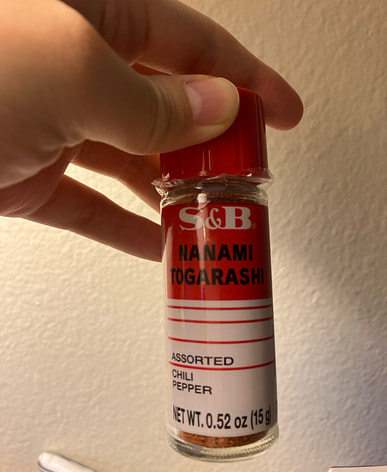 S&B
NANAMI
TOGARASHI
ASSORTED
CHILI
PEPPER
NET WT. 0.52 oz (15 g)